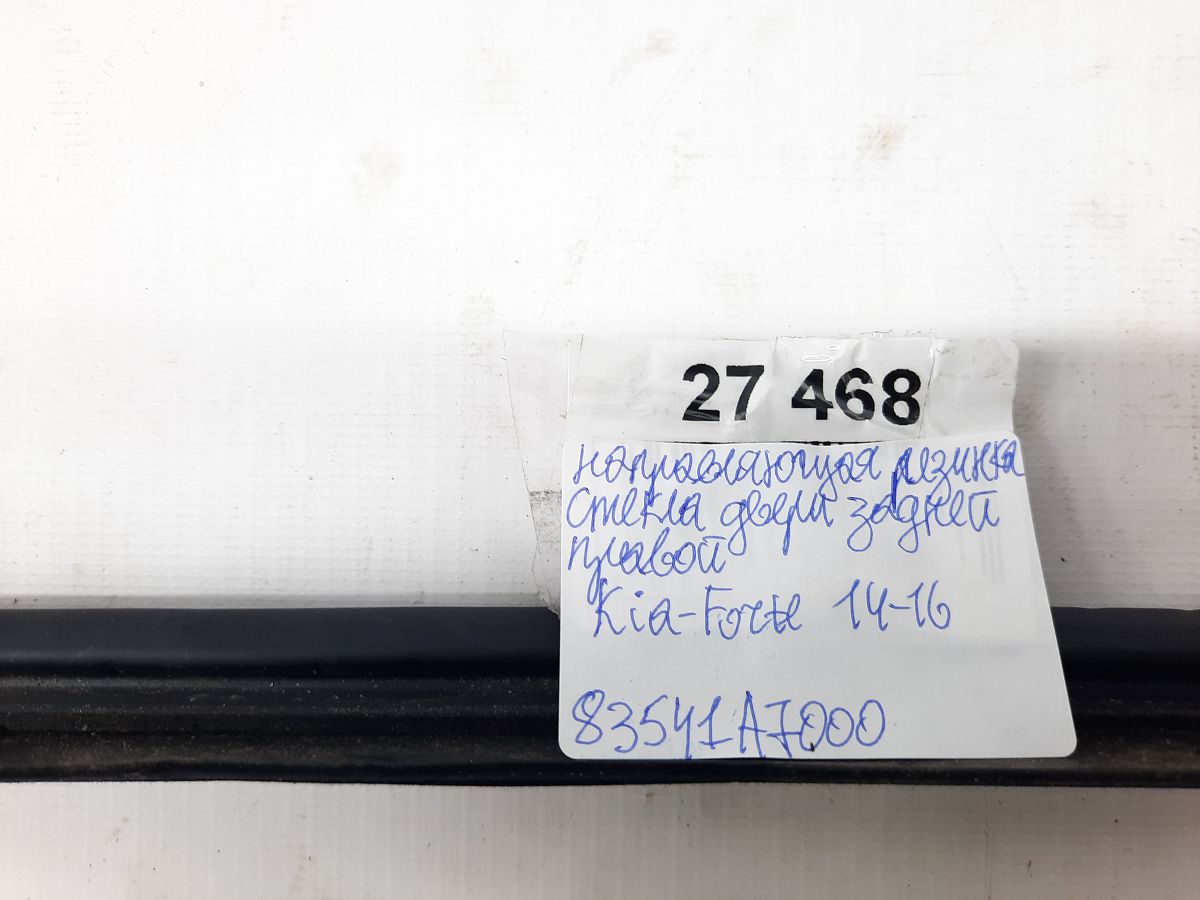 27 468
направляющая резинка
стекла двери задней
правой
Kia-Forte 14-16
83541A7000